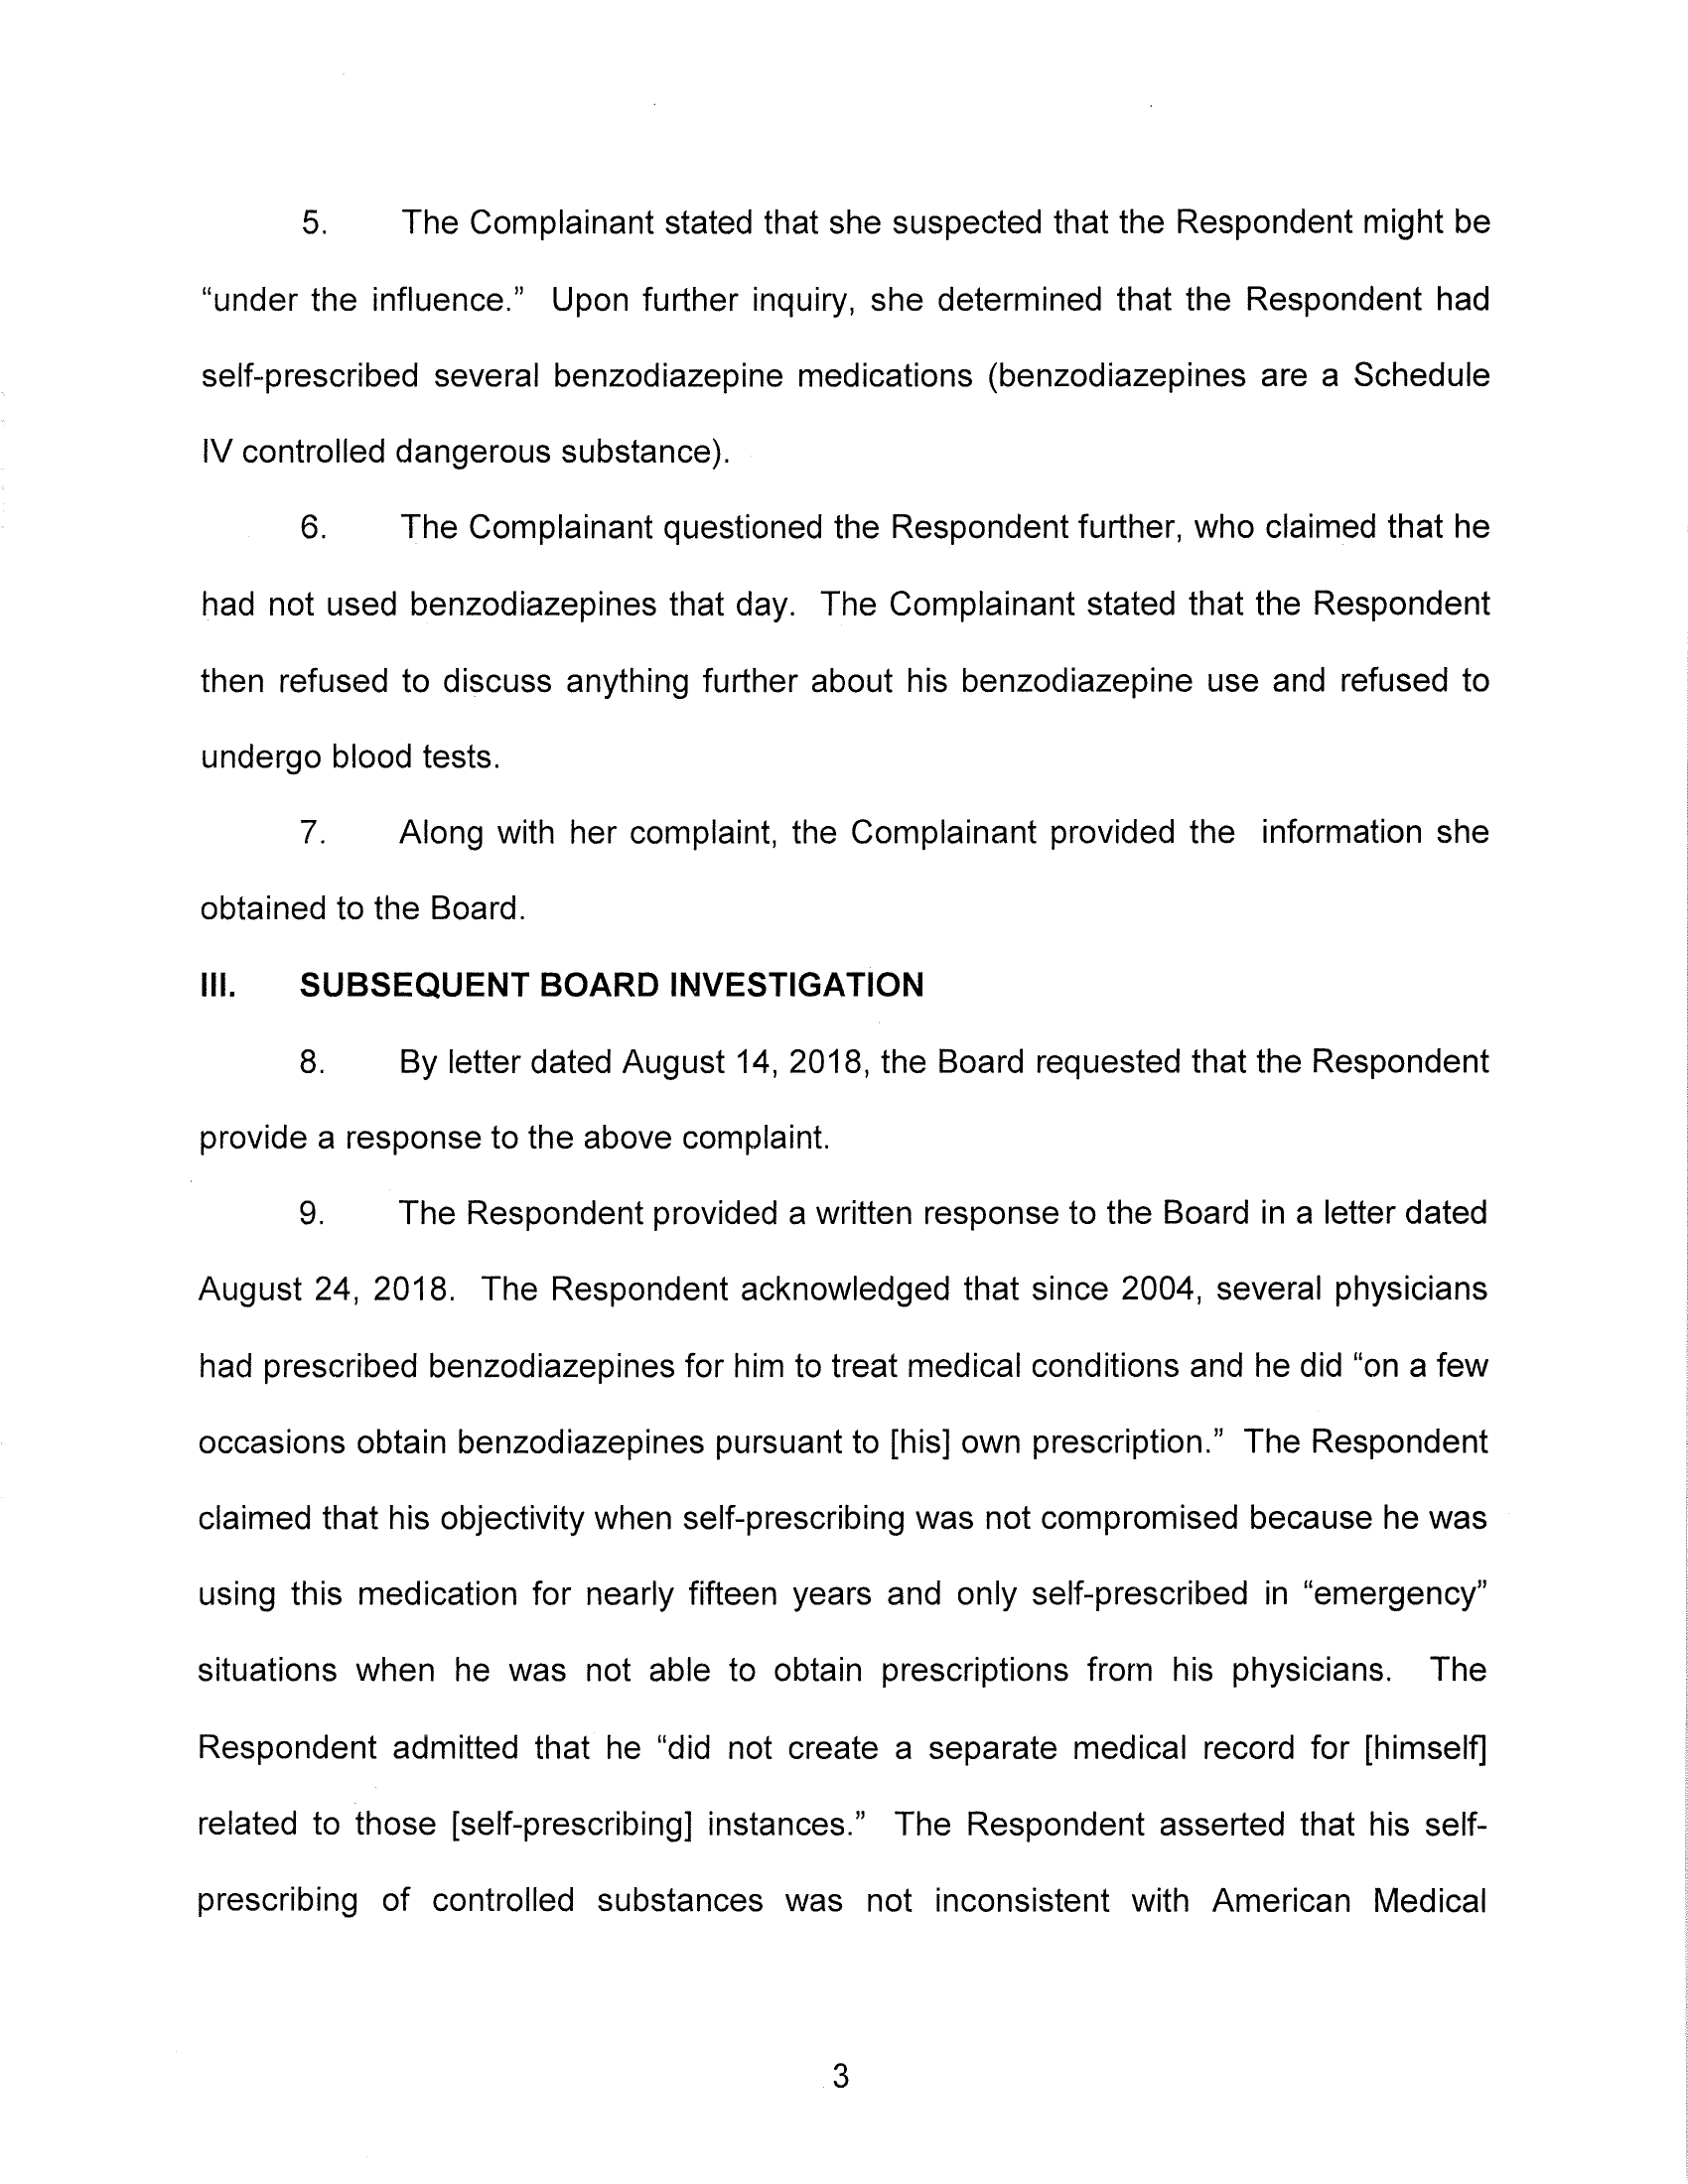 5. The Complainant stated that she suspected that the Respondent might be
“under the influence.” Upon further inquiry, she determined that the Respondent had
self-prescribed several benzodiazepine medications (benzodiazepines are a Schedule
IV controlled dangerous substance).
6. The Complainant questioned the Respondent further, who claimed that he
had not used benzodiazepines that day. The Complainant stated that the Respondent
then refused to discuss anything further about his benzodiazepine use and refused to
undergo blood tests.
7. Along with her complaint, the Complainant provided the information she
obtained to the Board.
III. SUBSEQUENT BOARD INVESTIGATION
8. By letter dated August 14, 2018, the Board requested that the Respondent
provide a response to the above complaint.
9. The Respondent provided a written response to the Board in a letter dated
August 24, 2018. The Respondent acknowledged that since 2004, several physicians
had prescribed benzodiazepines for him to treat medical conditions and he did “on a few
occasions obtain benzodiazepines pursuant to [his] own prescription.” The Respondent
claimed that his objectivity when self-prescribing was not compromised because he was
using this medication for nearly fifteen years and only self-prescribed in “emergency”
situations when he was not able to obtain prescriptions from his physicians. The
Respondent admitted that he “did not create a separate medical record for [himself]
related to those [self-prescribing] instances.” The Respondent asserted that his self-
prescribing of controlled substances was not inconsistent with American Medical
3